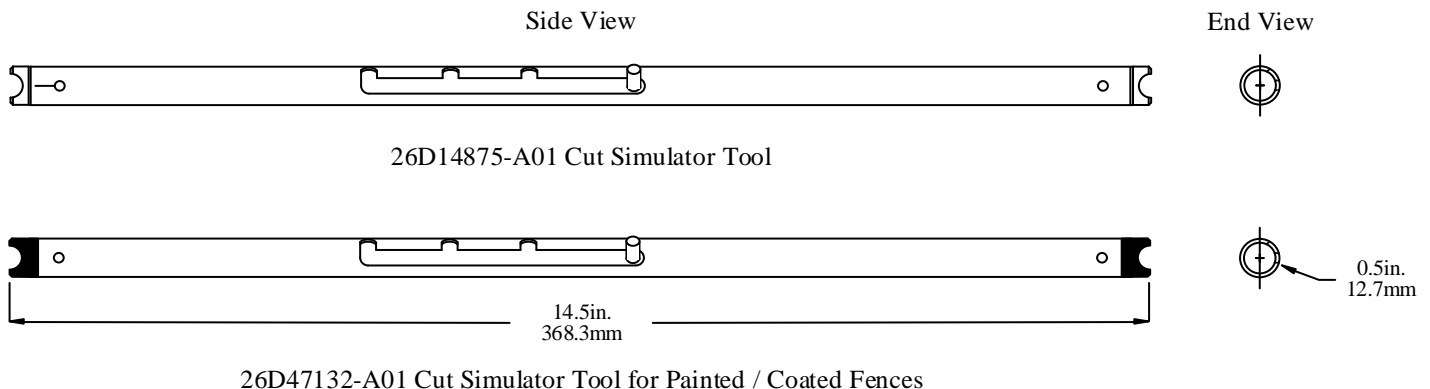 Side View
End View
26D14875-A01 Cut Simulator Tool
0.5in.
12.7mm
14.5in.
368.3mm
26D47132-A01 Cut Simulator Tool for Painted / Coated Fences